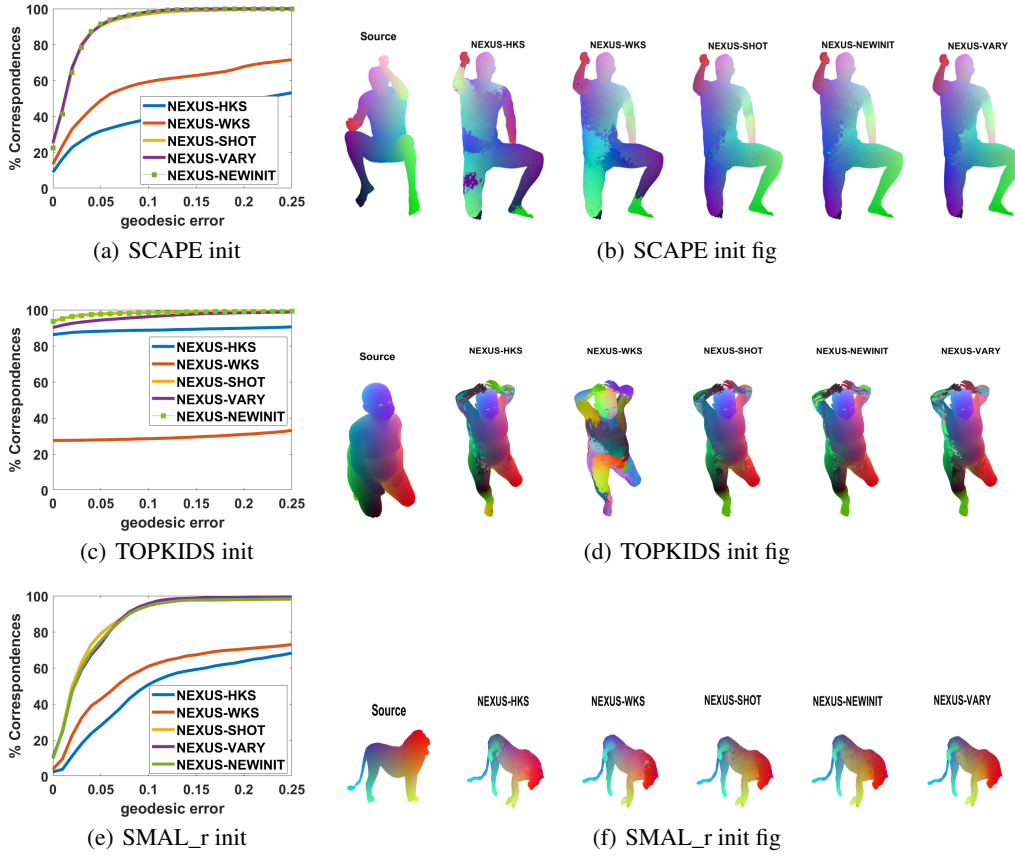 % Correspondences
100
80
60
40
20
0
NEXUS-HKS
NEXUS-WKS
NEXUS-SHOT
NEXUS-VARY
NEXUS-NEWINIT
0 0.05 0.1 0.15 0.2 0.25
geodesic error
(a) SCAPE init
Source NEXUS-HKS NEXUS-WKS NEXUS-SHOT NEXUS-NEWINIT NEXUS-VARY
(b) SCAPE init fig
% Correspondences
100
80
60
40
20
0
NEXUS-HKS
NEXUS-WKS
NEXUS-SHOT
NEXUS-VARY
NEXUS-NEWINIT
0 0.05 0.1 0.15 0.2 0.25
geodesic error
(c) TOPKIDS init
Source NEXUS-HKS NEXUS-WKS NEXUS-SHOT NEXUS-NEWINIT NEXUS-VARY
(d) TOPKIDS init fig
% Correspondences
100
80
60
40
20
0
NEXUS-HKS
NEXUS-WKS
NEXUS-SHOT
NEXUS-VARY
NEXUS-NEWINIT
0 0.05 0.1 0.15 0.2 0.25
geodesic error
(e) SMAL_r init
Source NEXUS-HKS NEXUS-WKS NEXUS-SHOT NEXUS-NEWINIT NEXUS-VARY
(f) SMAL_r init fig